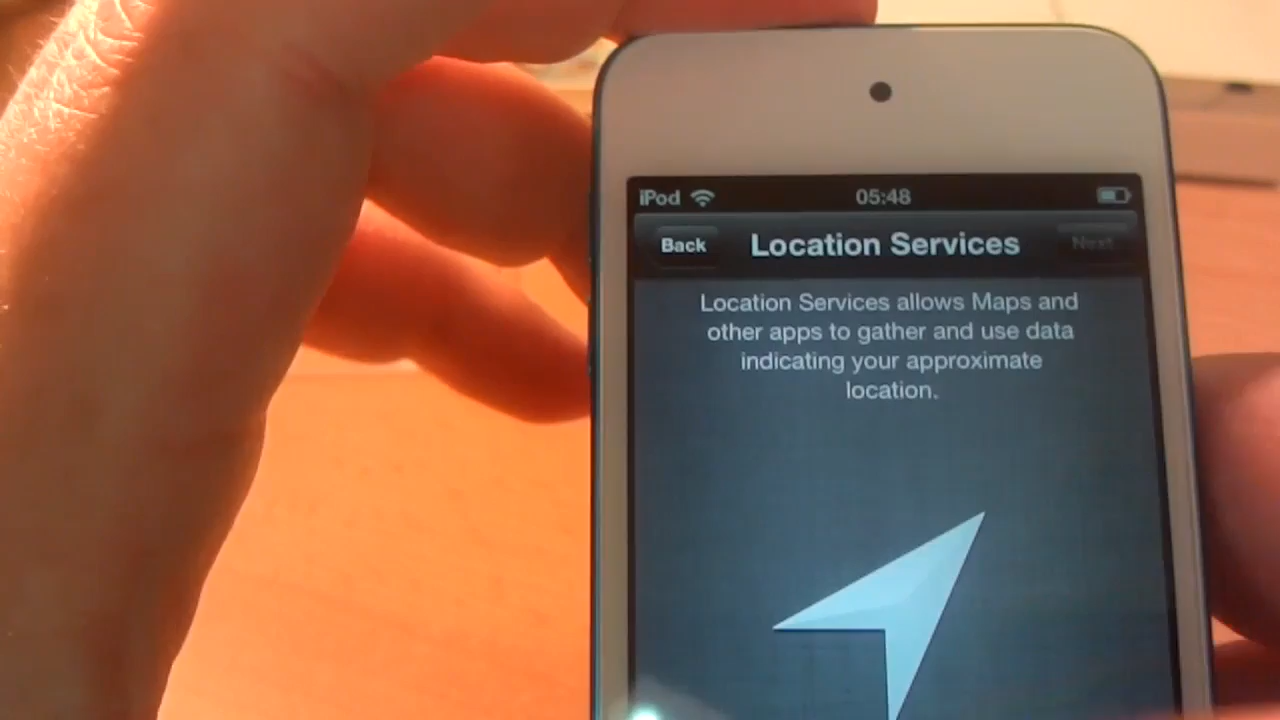 iPod 05:48
Back Location Services Next
Location Services allows Maps and
other apps to gather and use data
indicating your approximate
location.